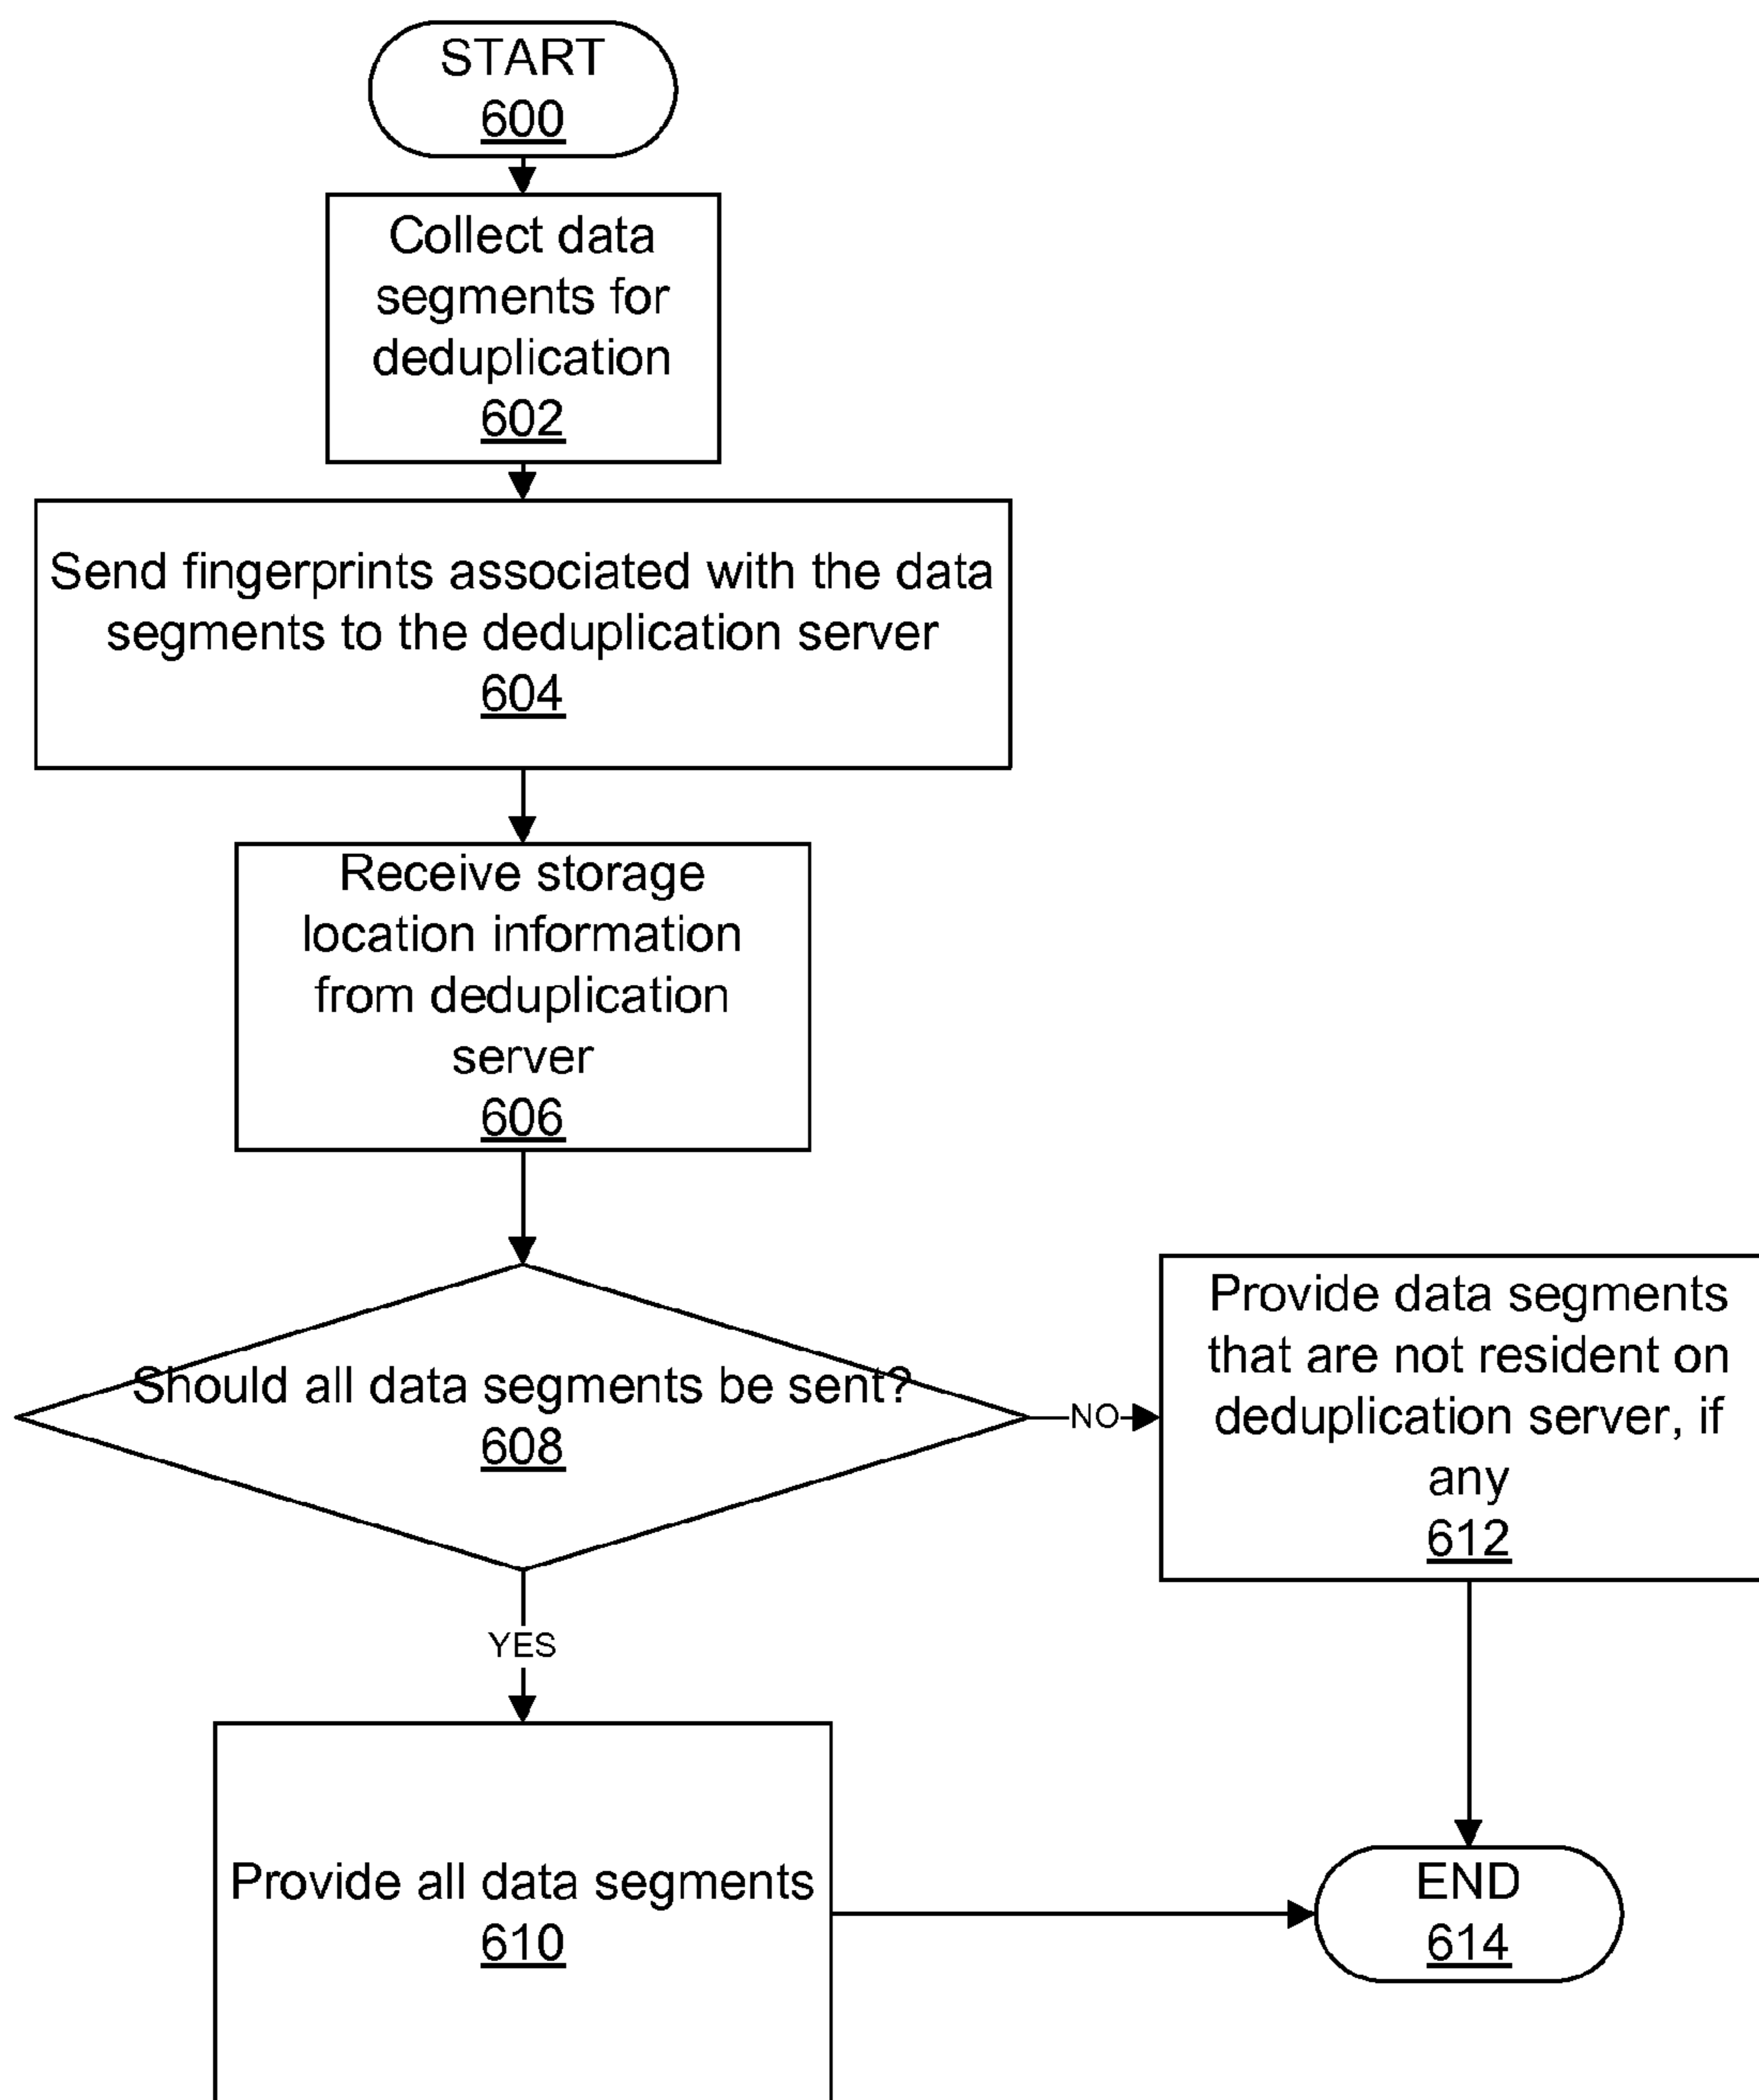 START
600
Collect data
segments for
deduplication
602
Send fingerprints associated with the data
segments to the deduplication server
604
Receive storage
location information
from deduplication
server
606
Should all data segments be sent?
608
NO
Provide data segments
that are not resident on
deduplication server, if
any
612
YES
Provide all data segments
610
END
614